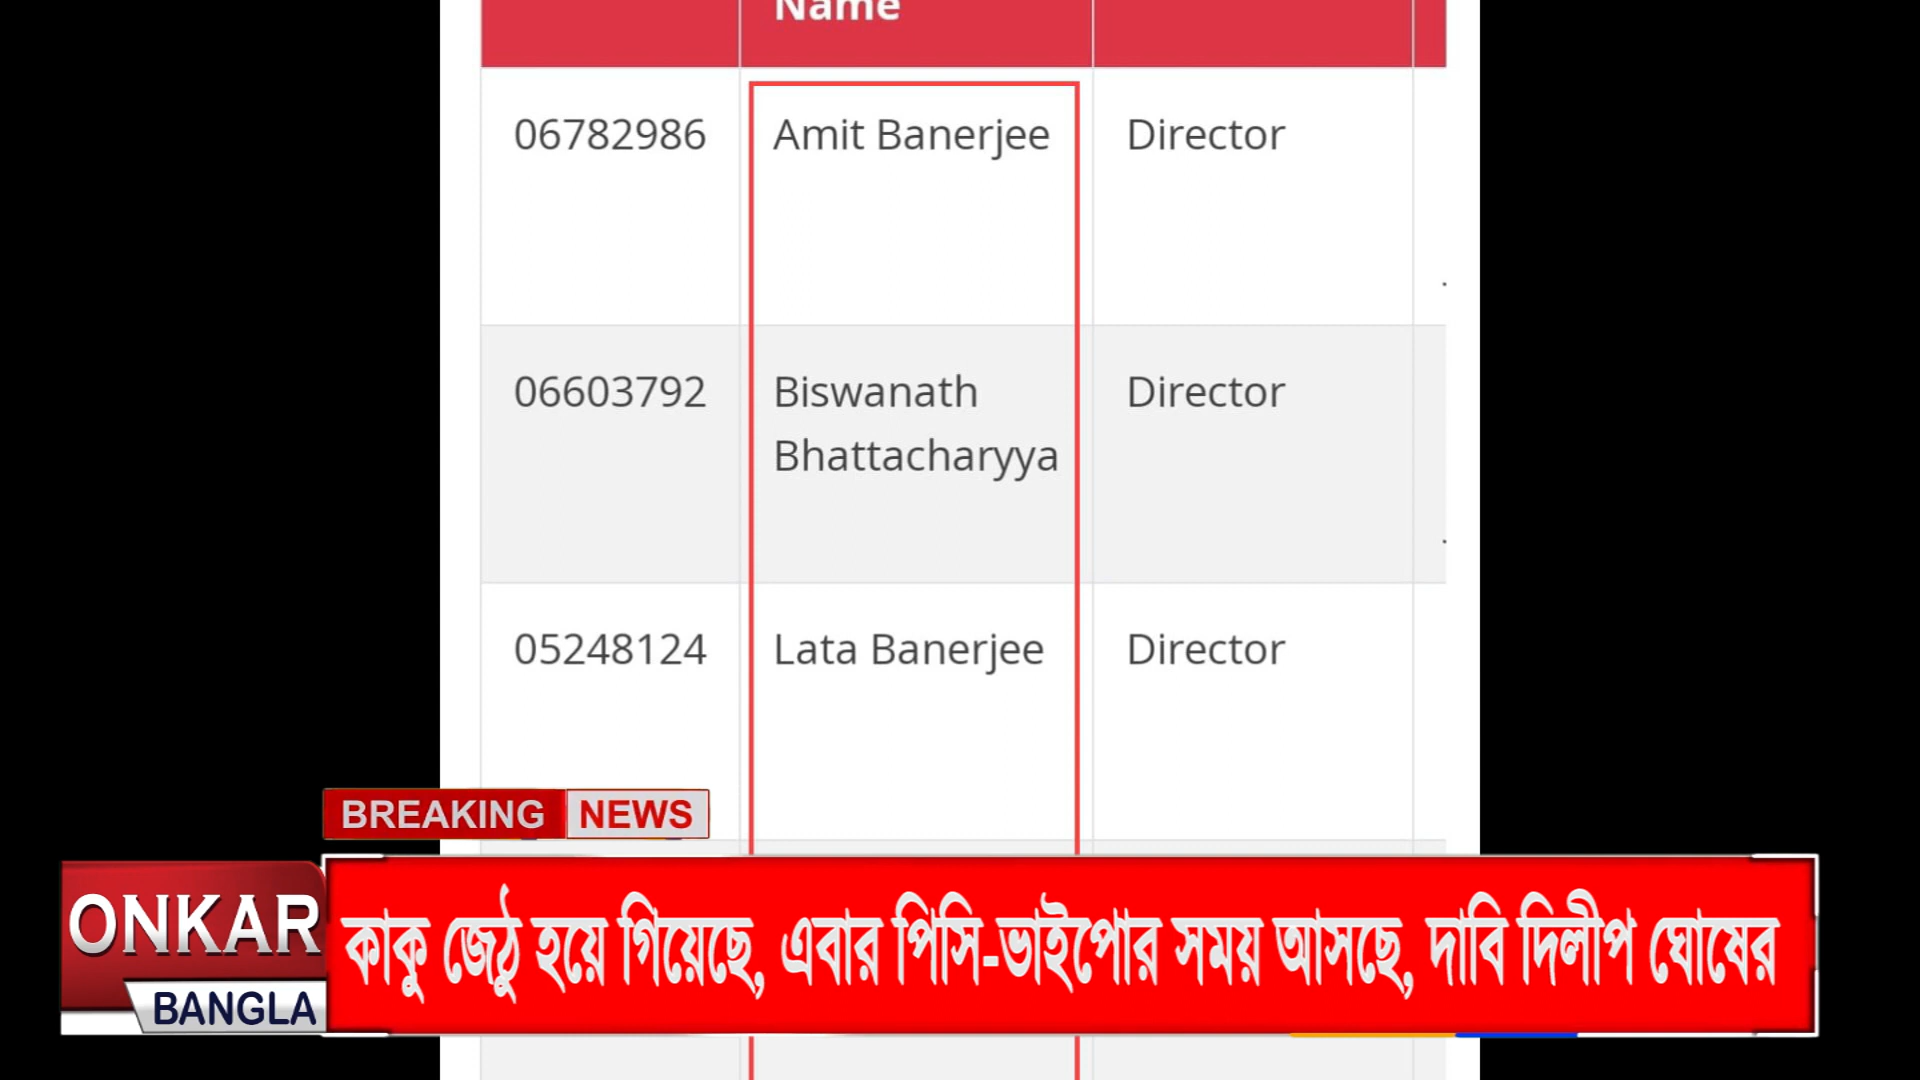 Name
06782986 Amit Banerjee Director
06603792 Biswanath Director
Bhattacharyya
05248124 Lata Banerjee Director
BREAKING NEWS
ONKAR
BANGLA
কাকু জেঠু হয়ে গিয়েছে, এবার পিসি-ভাইপোর সময় আসছে, দাবি দিলীপ ঘোষের